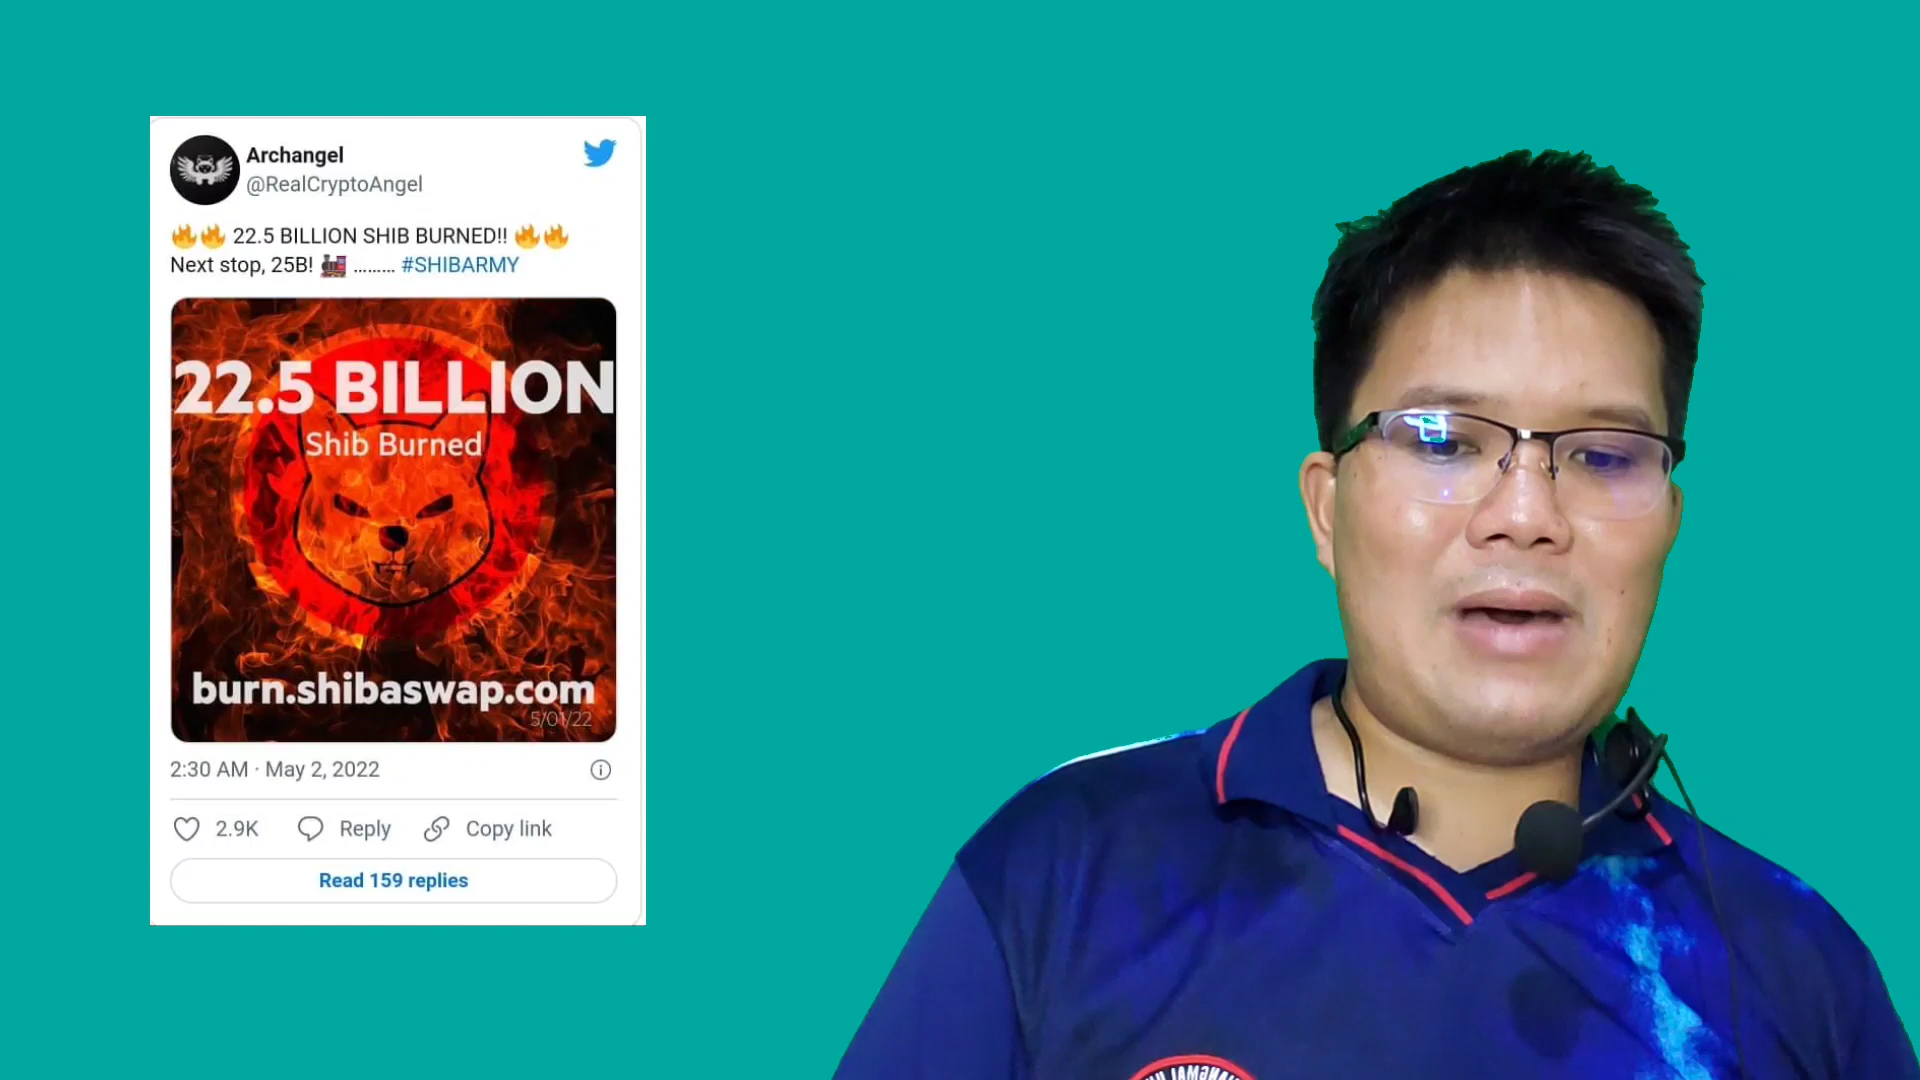 Archangel
@RealCryptoAngel
🔥🔥 22.5 BILLION SHIB BURNED!! 🔥🔥
Next stop, 25B! 🚂 ......... #SHIBARMY
22.5 BILLION
Shib Burned
burn.shibaswap.com
5/01/22
2:30 AM · May 2, 2022
2.9K Reply Copy link
Read 159 replies